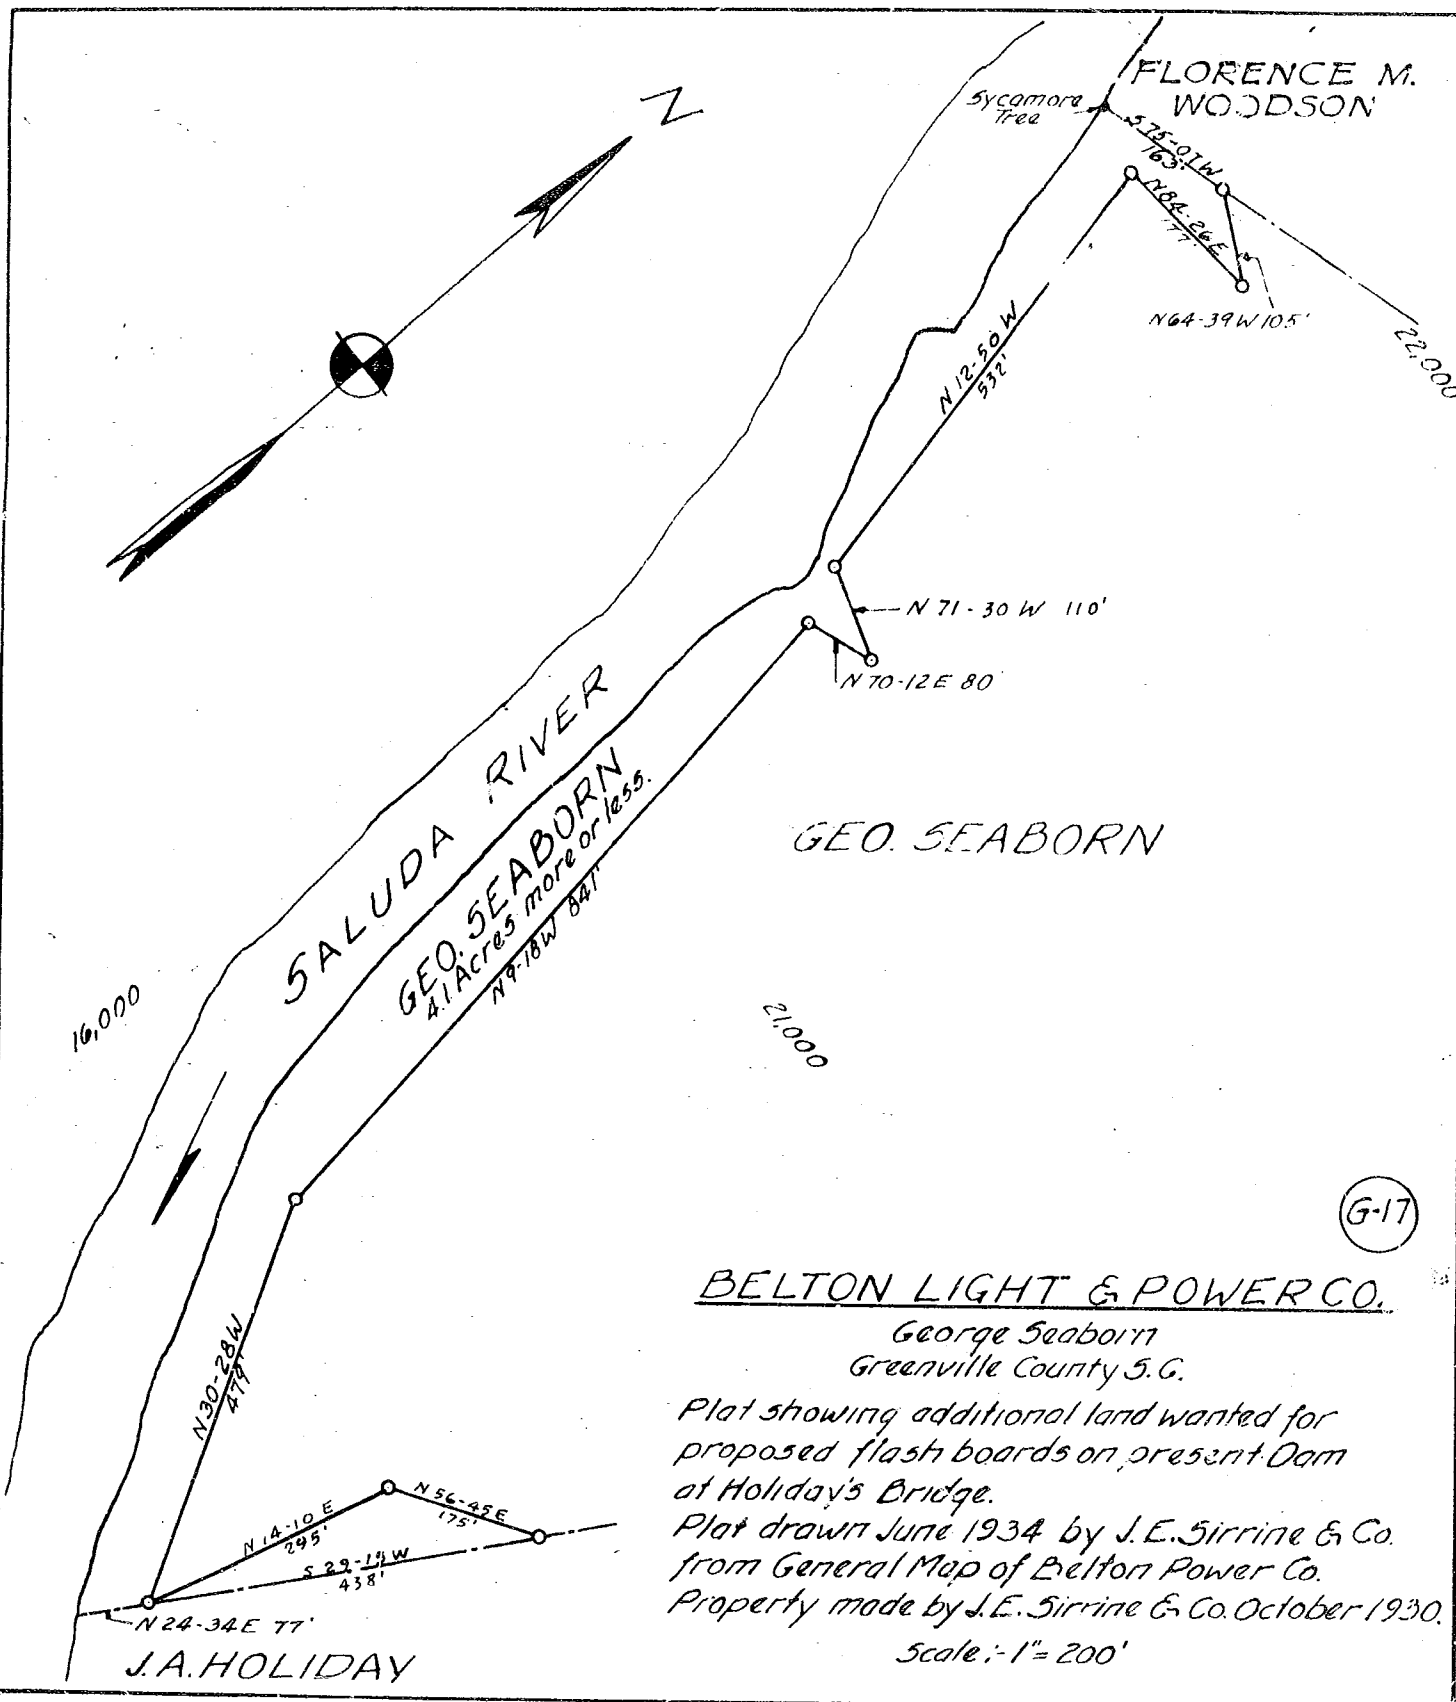 N
FLORENCE M.
WOODSON
Sycamore
Tree
S 75-07 W
163'
N 84-26 E
177'
N 64-39 W 105'
22,000
N 12-50 W
532'
N 71-30 W 110'
N 70-12 E 80'
SALUDA RIVER
GEO. SEABORN
4.1 Acres more or less.
N 9-18 W 841'
GEO. SEABORN
16,000
21,000
G-17
N 30-28 W
479'
N 14-10 E
295'
N 56-45 E
175'
438'
N 24-34 E 77'
J. A. HOLIDAY
BELTON LIGHT & POWER CO.
George Seaborn
Greenville County S.C.
Plat showing additional land wanted for
proposed flash boards on present Dam
at Holiday's Bridge.
Plat drawn June 1934 by J. E. Sirrine & Co.
from General Map of Belton Power Co.
Property made by J. E. Sirrine & Co. October 1930.
Scale:- 1" = 200'